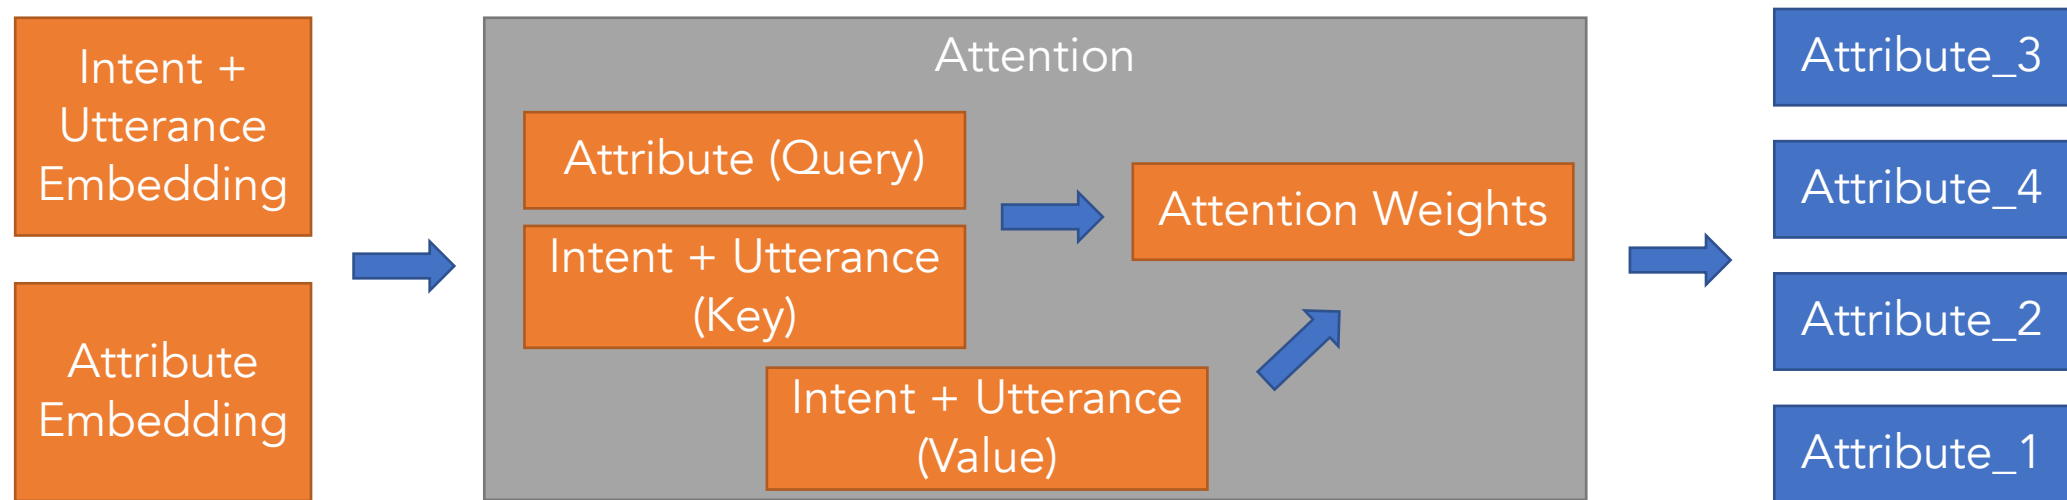 Intent +
Utterance
Embedding
Attribute
Embedding
Attention
Attribute (Query)
Intent + Utterance
(Key)
Intent + Utterance
(Value)
Attention Weights
Attribute_3
Attribute_4
Attribute_2
Attribute_1